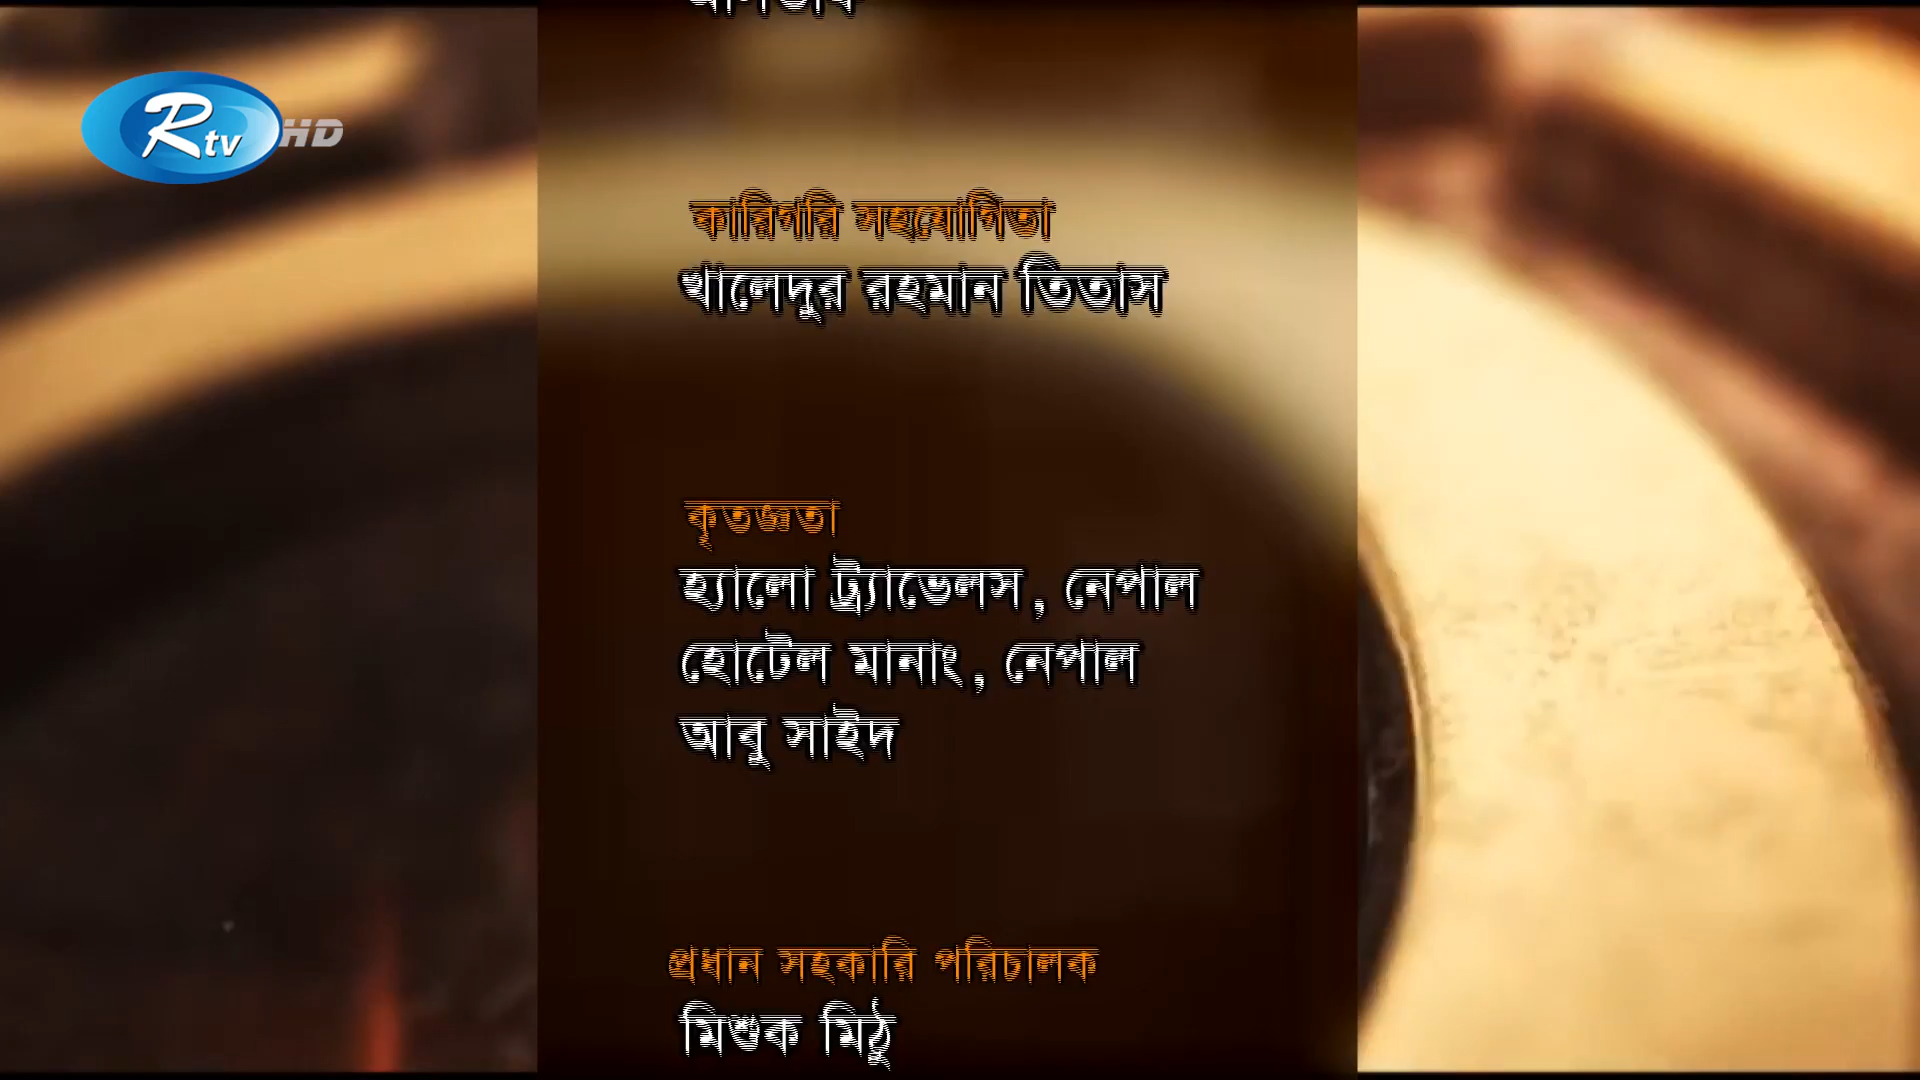 Rtv HD
কারিগরি সহযোগিতা
খালেদুর রহমান তিতাস
কৃতজ্ঞতা
হ্যালো ট্র্যাভেলস, নেপাল
হোটেল মানাং, নেপাল
আবু সাইদ
প্রধান সহকারি পরিচালক
মিশুক মিঠু